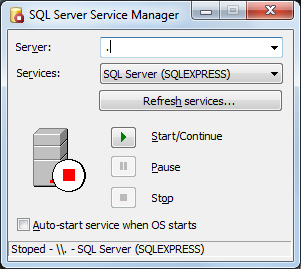 SQL Server Service Manager
Server: .
Services: SQL Server (SQLEXPRESS)
Refresh services...
Start/Continue
Pause
Stop
Auto-start service when OS starts
Stoped - \\. - SQL Server (SQLEXPRESS)